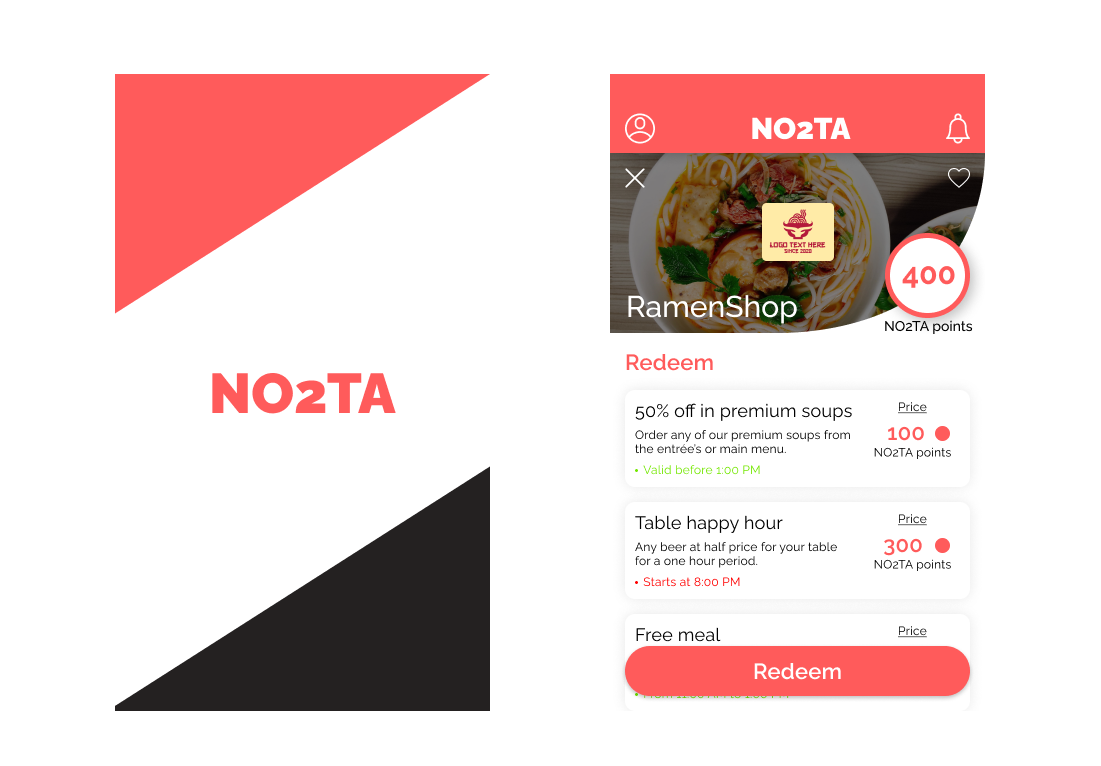 NO2TA
NO2TA
LOGO TEXT HERE
SINCE 2020
RamenShop
400
NO2TA points
Redeem
50% off in premium soups
Order any of our premium soups from
the entrée's or main menu.
• Valid before 1:00 PM
Price
100
NO2TA points
Table happy hour
Any beer at half price for your table
for a one hour period.
• Starts at 8:00 PM
Price
300
NO2TA points
Free meal
Price
Redeem